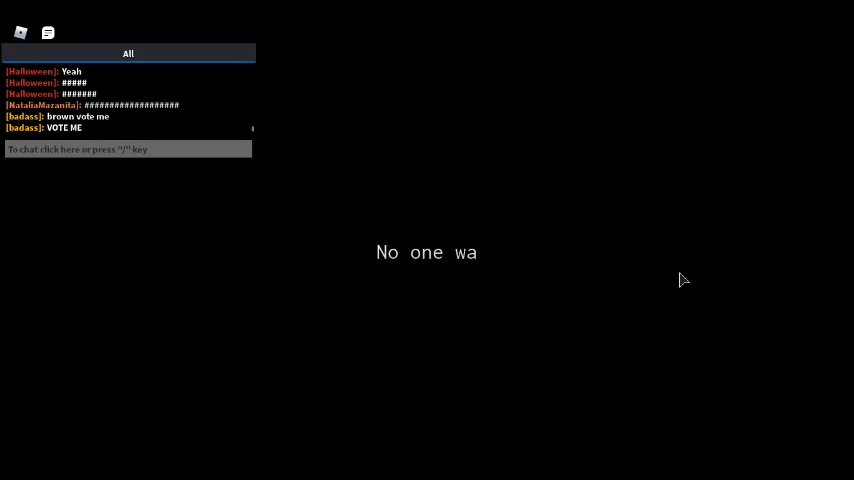 All
[Halloween]: Yeah
[Halloween]: #####
[Halloween]: #######
[NataliaMazanita]: ###################
[badass]: brown vote me
[badass]: VOTE ME
To chat click here or press "/" key
No one wa